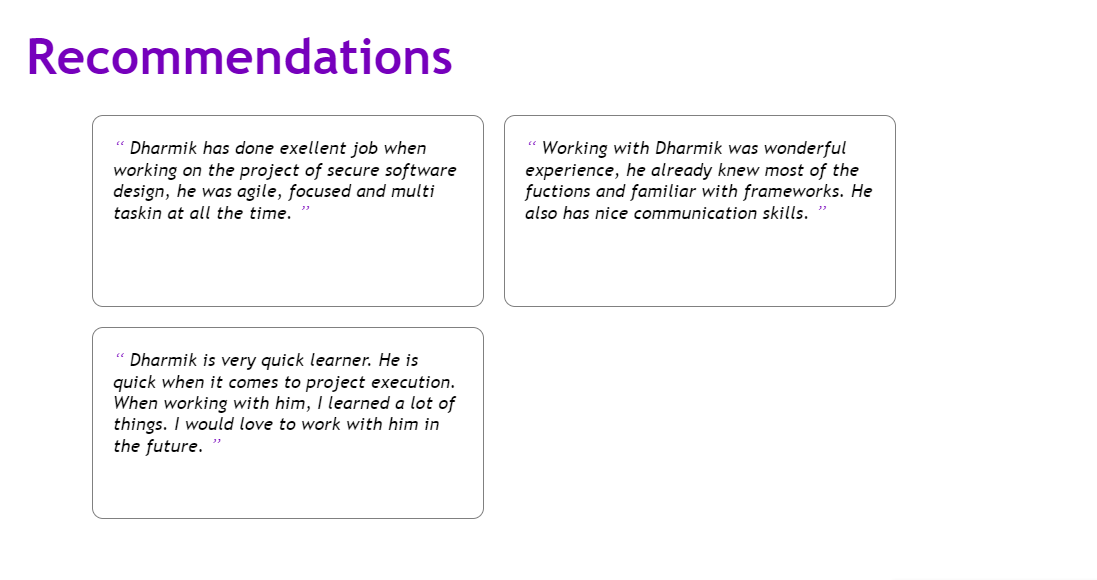 Recommendations
“ Dharmik has done exellent job when
working on the project of secure software
design, he was agile, focused and multi
taskin at all the time. ”
“ Working with Dharmik was wonderful
experience, he already knew most of the
fuctions and familiar with frameworks. He
also has nice communication skills. ”
“ Dharmik is very quick learner. He is
quick when it comes to project execution.
When working with him, I learned a lot of
things. I would love to work with him in
the future. ”